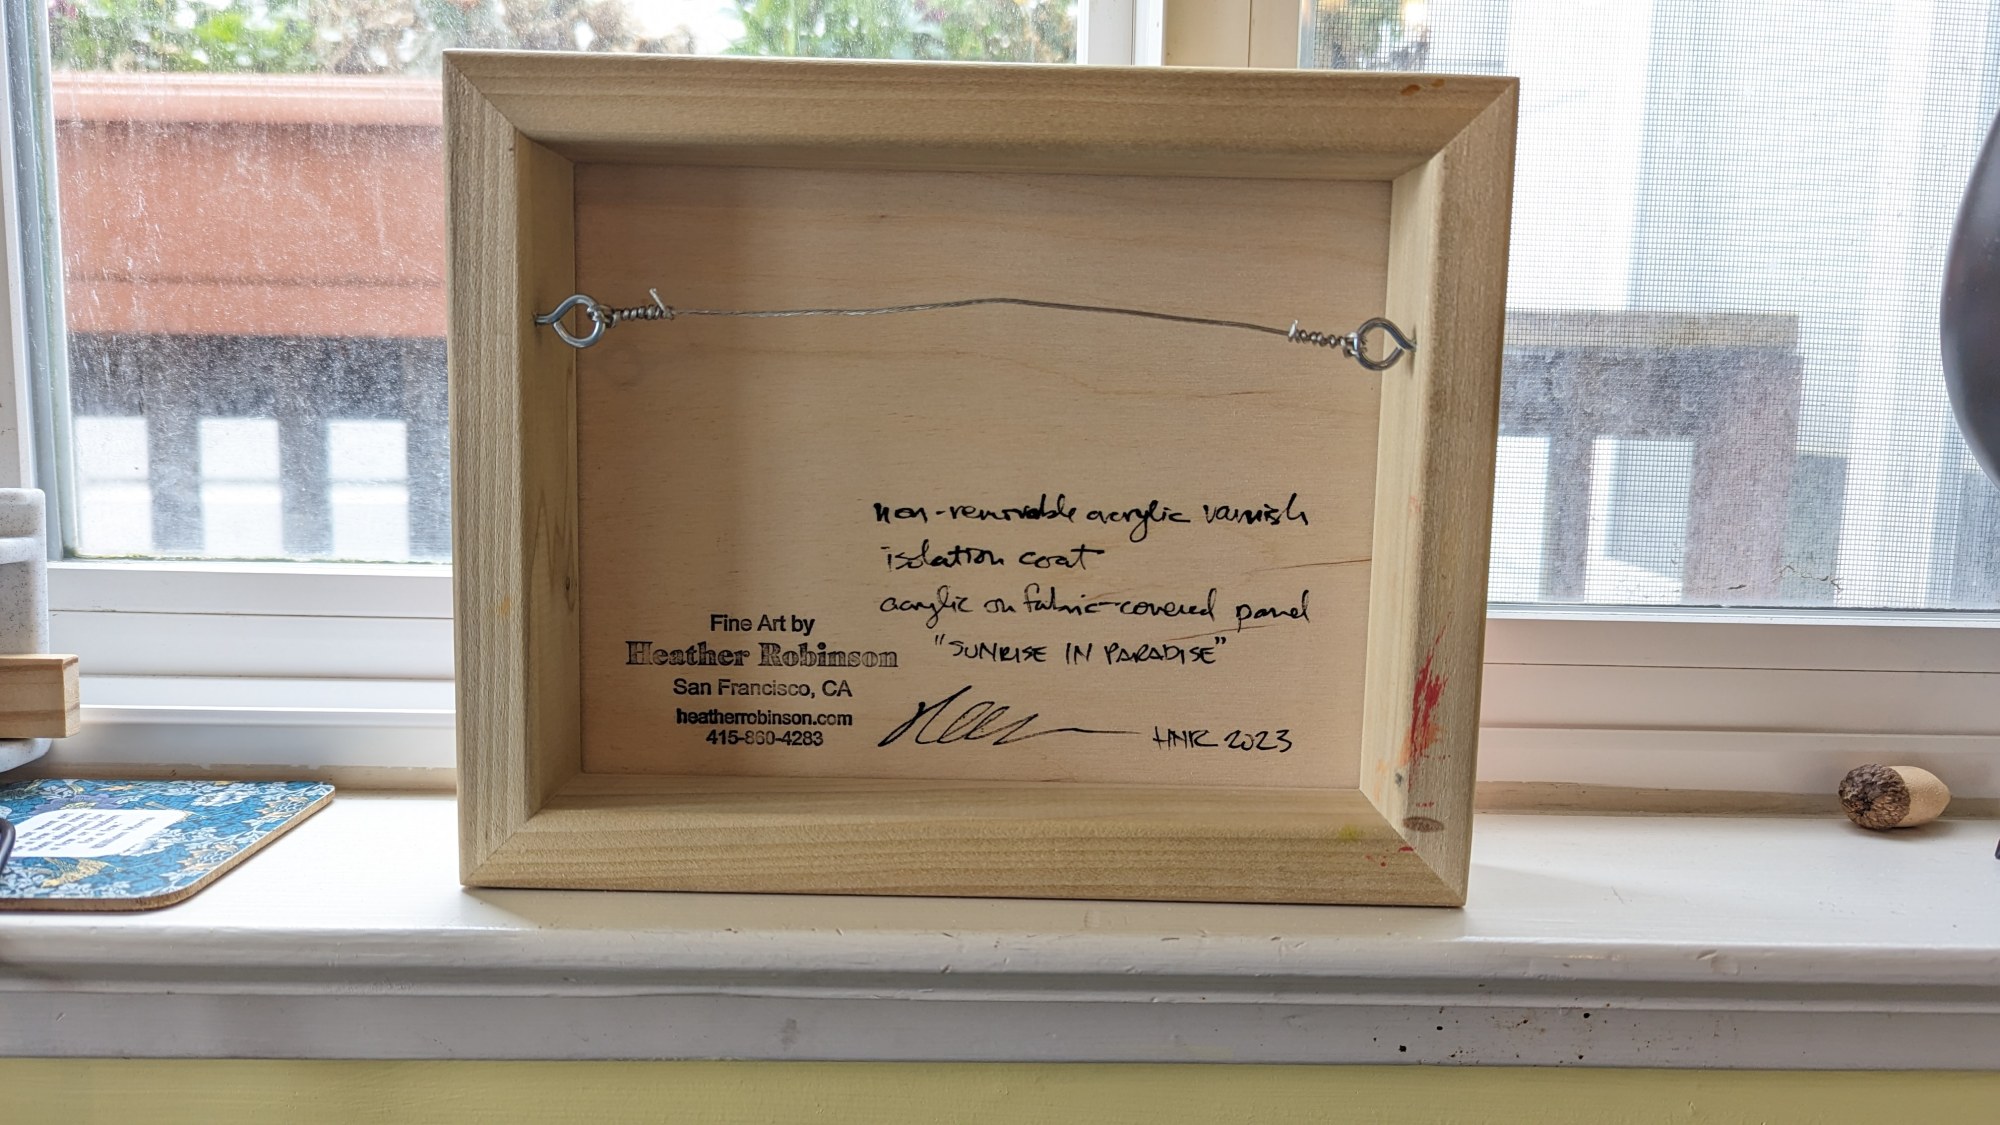 non-removable acrylic varnish
isolation coat
acrylic on fabric-covered panel
"SUNRISE IN PARADISE"
HNR 2023
Fine Art by
Heather Robinson
San Francisco, CA
heatherrobinson.com
415-860-4283